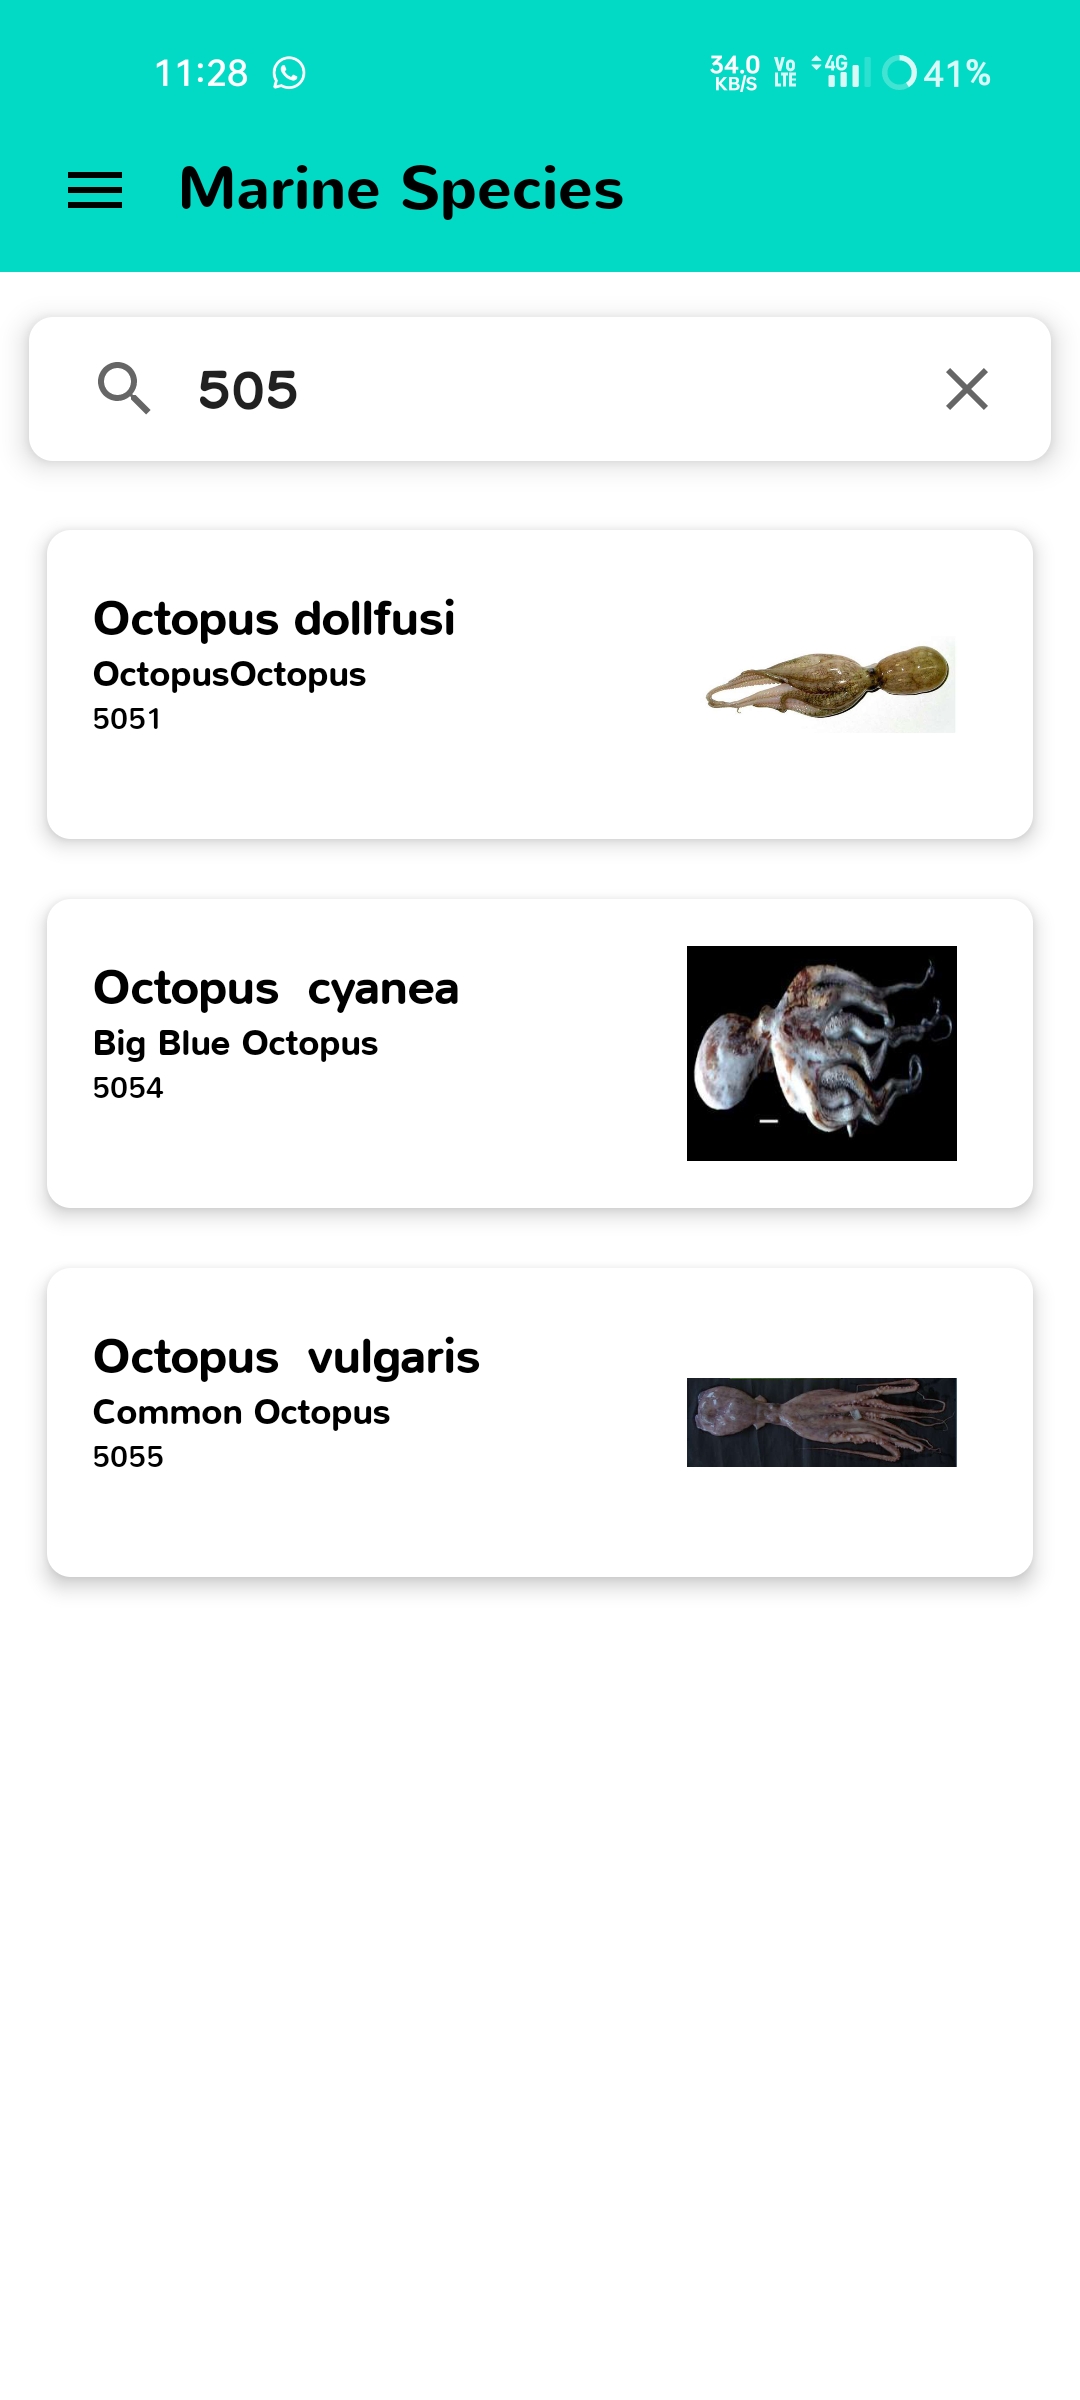 11:28 34.0 KB/S Vo LTE 4G 41%
Marine Species
505
Octopus dollfusi
OctopusOctopus
5051
Octopus  cyanea
Big Blue Octopus
5054
Octopus  vulgaris
Common Octopus
5055